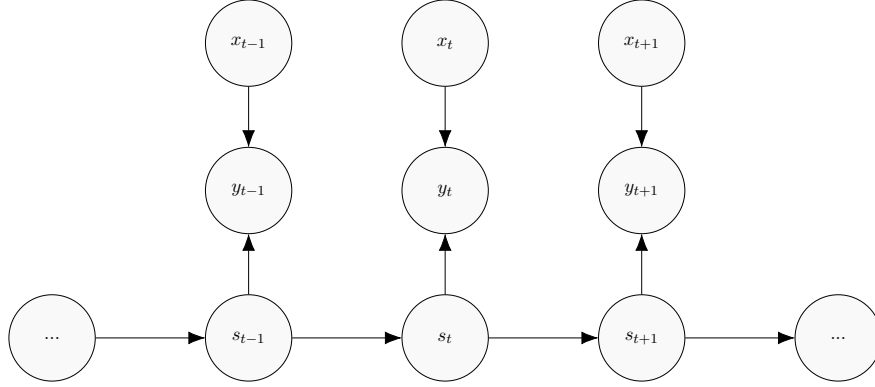 x_{t−1} x_t x_{t+1}
y_{t−1} y_t y_{t+1}
... s_{t−1} s_t s_{t+1} ...